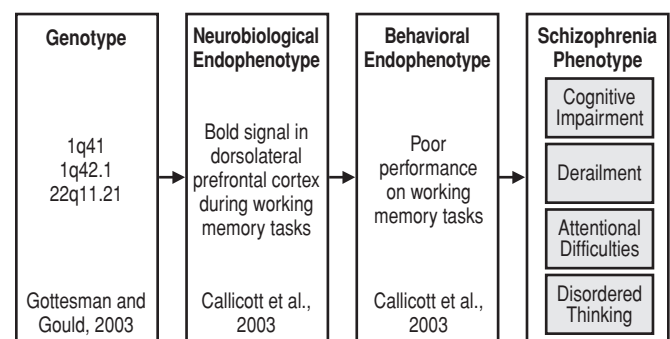 Genotype
1q41
1q42.1
22q11.21
Gottesman and
Gould, 2003
Neurobiological
Endophenotype
Bold signal in
dorsolateral
prefrontal cortex
during working
memory tasks
Callicott et al.,
2003
Behavioral
Endophenotype
Poor
performance
on working
memory tasks
Callicott et al.,
2003
Schizophrenia
Phenotype
Cognitive
Impairment
Derailment
Attentional
Difficulties
Disordered
Thinking